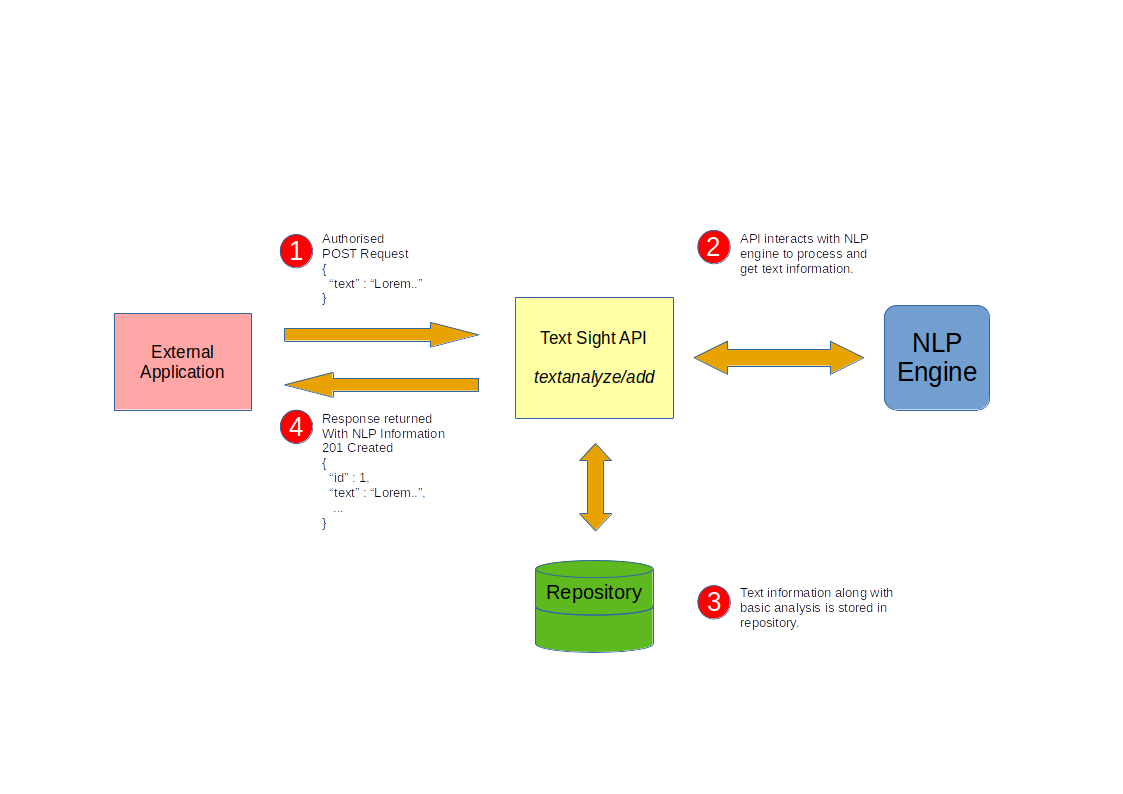 1
Authorised
POST Request
{
“text” : “Lorem..”
}
2
API interacts with NLP
engine to process and
get text information.
External
Application
Text Sight API
textanalyze/add
NLP
Engine
4
Response returned
With NLP Information
201 Created
{
“id” : 1,
“text” : “Lorem..”,
...
}
Repository
3
Text information along with
basic analysis is stored in
repository.